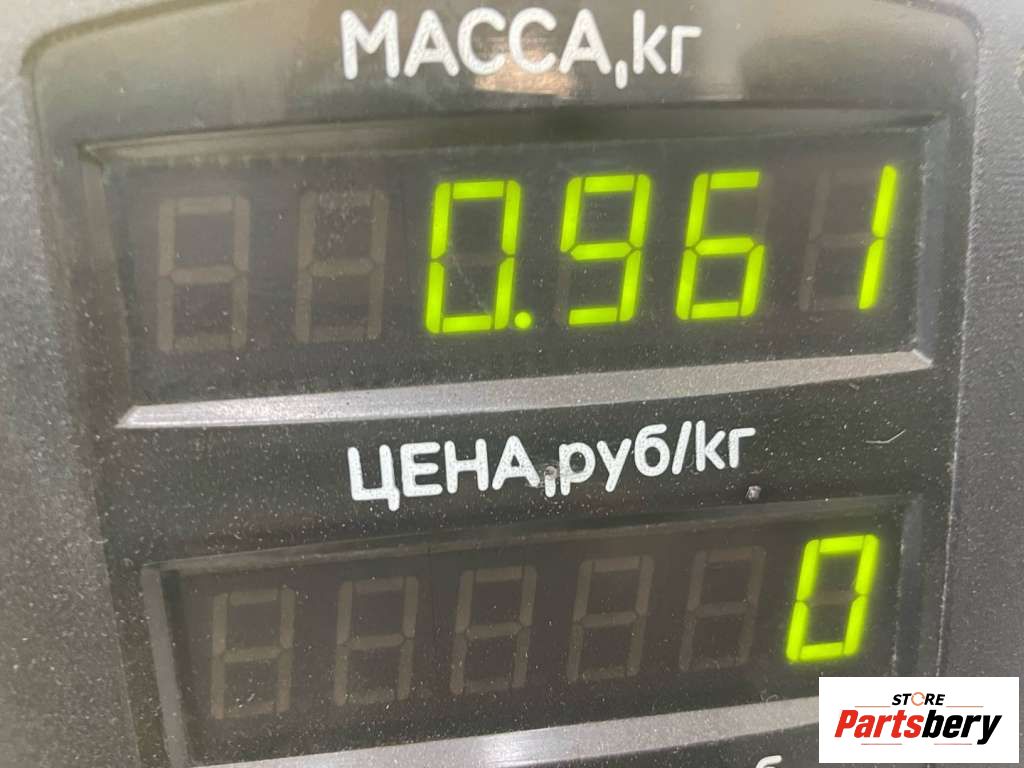 МАССА,кг
0.961
ЦЕНА,руб/кг
0
STORE
Partsbery